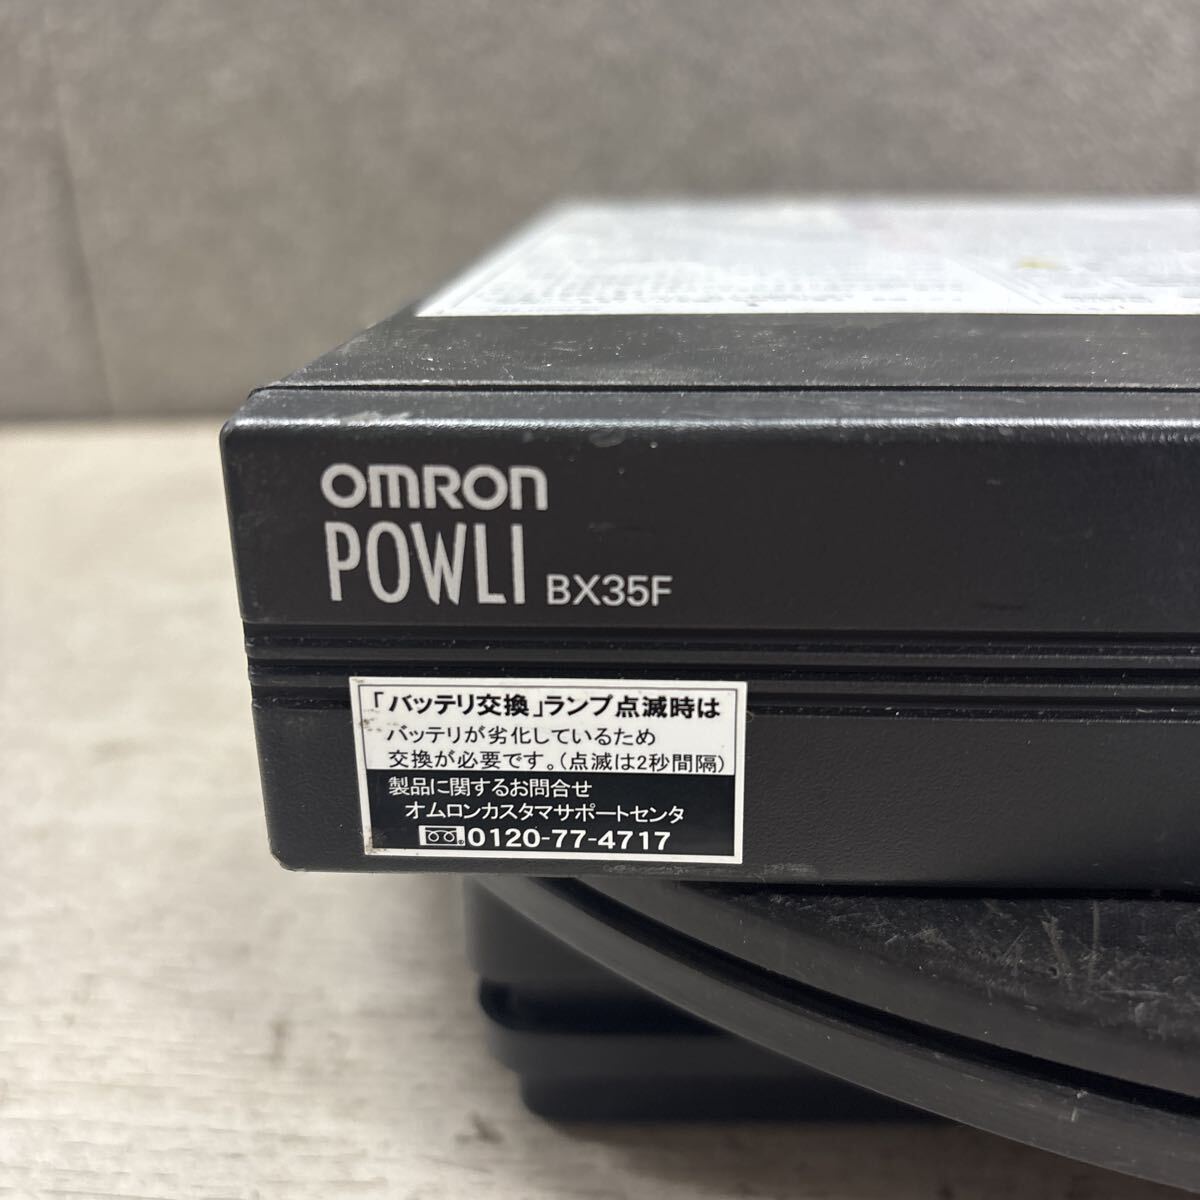 OMRON
POWLI BX35F
「バッテリ交換」ランプ点滅時は
バッテリが劣化しているため
交換が必要です。(点滅は2秒間隔)
製品に関するお問合せ
オムロンカスタマサポートセンタ
0120-77-4717